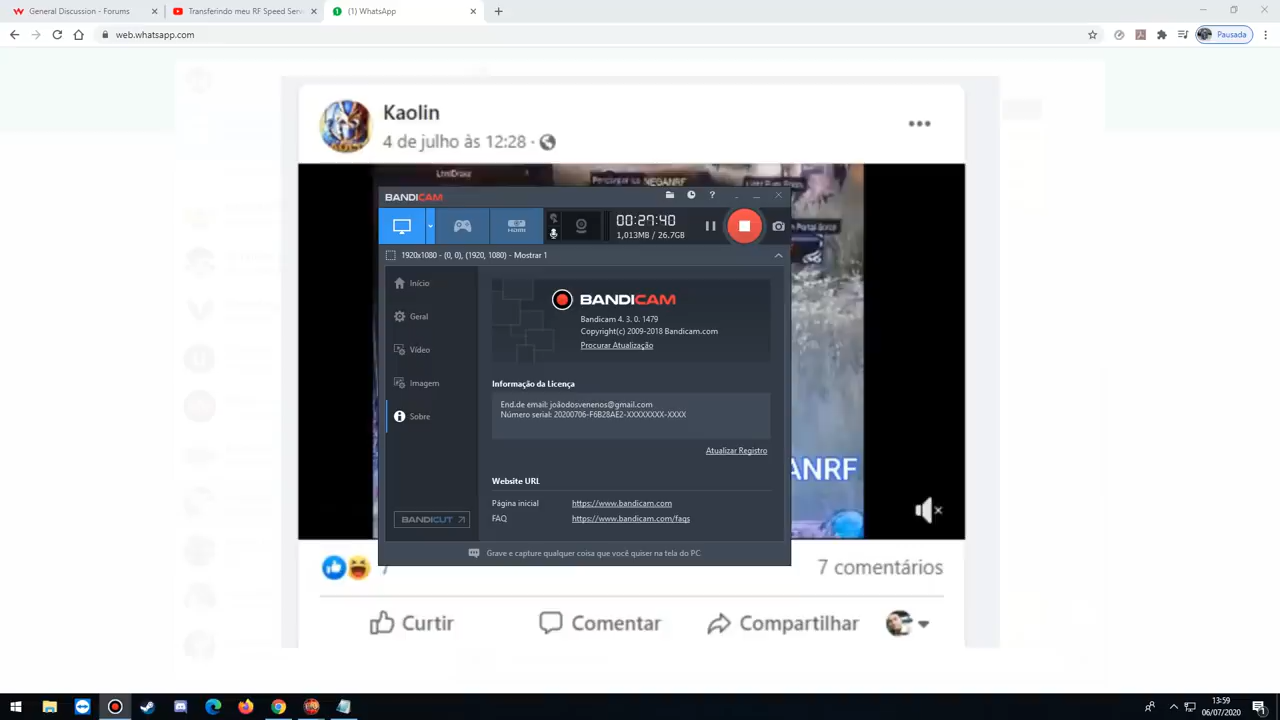 General Discussion - Forums
Transferindo meu RF Speed Serv
(1) WhatsApp
web.whatsapp.com
Pausada
Kaolin
4 de julho às 12:28
LtmlDrake
NEGANRF
BANDICAM
00:27:40
1,013MB / 26.7GB
1920x1080 - (0, 0), (1920, 1080) - Mostrar 1
Início
Geral
Vídeo
Imagem
Sobre
BANDICUT
BANDICAM
Bandicam 4. 3. 0. 1479
Copyright(c) 2009-2018 Bandicam.com
Procurar Atualização
Informação da Licença
End.de email: joãodosvenenos@gmail.com
Número serial: 20200706-F6B28AE2-XXXXXXXX-XXXX
Atualizar Registro
Website URL
Página inicial https://www.bandicam.com
FAQ https://www.bandicam.com/faqs
Grave e capture qualquer coisa que você quiser na tela do PC
Portal Borce
ANRF
7
7 comentários
Curtir
Comentar
Compartilhar
13:59
06/07/2020